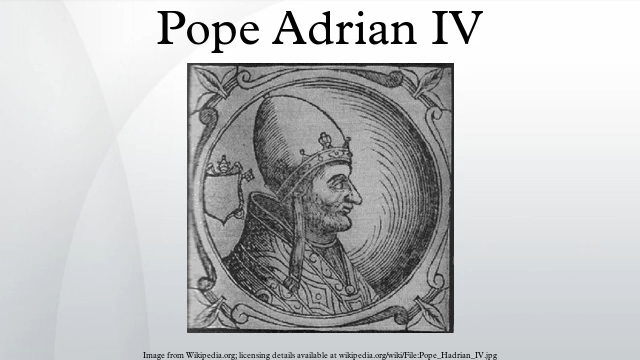 Pope Adrian IV
Image from Wikipedia.org; licensing details available at wikipedia.org/wiki/File:Pope_Hadrian_IV.jpg